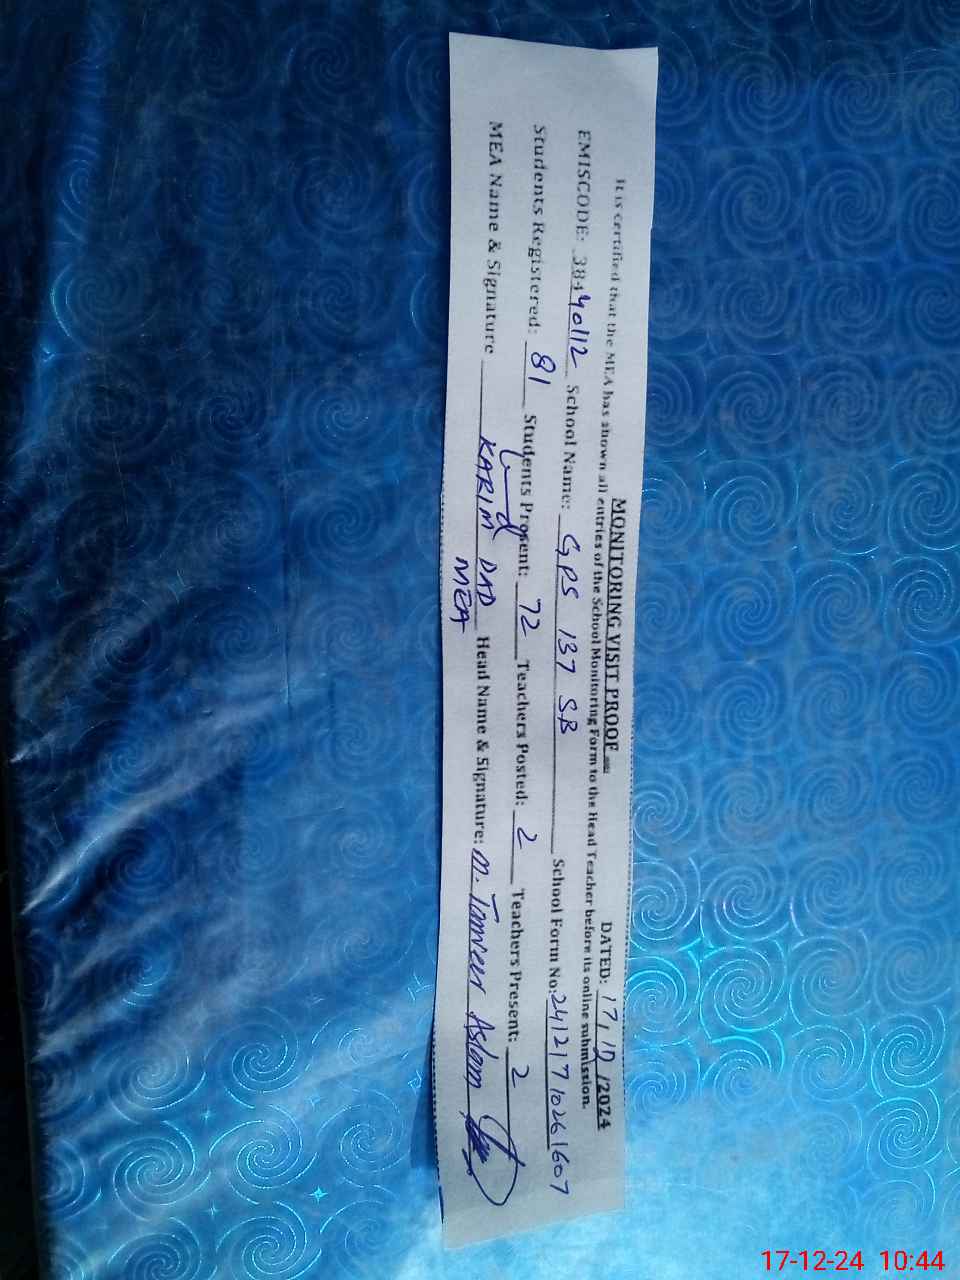 MONITORING VISIT PROOF
DATED: 17/12/2024
It is certified that the MEA has shown all entries of the School Monitoring Form to the Head Teacher before its online submission.
EMISCODE: 38440112 School Name: GPS 137 SB School Form No: 24121710261607
Students Registered: 81 Students Present: 72 Teachers Posted: 2 Teachers Present: 2
MEA Name & Signature KARIM DAD Head Name & Signature: M. Tanveer Aslam
MEA
17-12-24 10:44